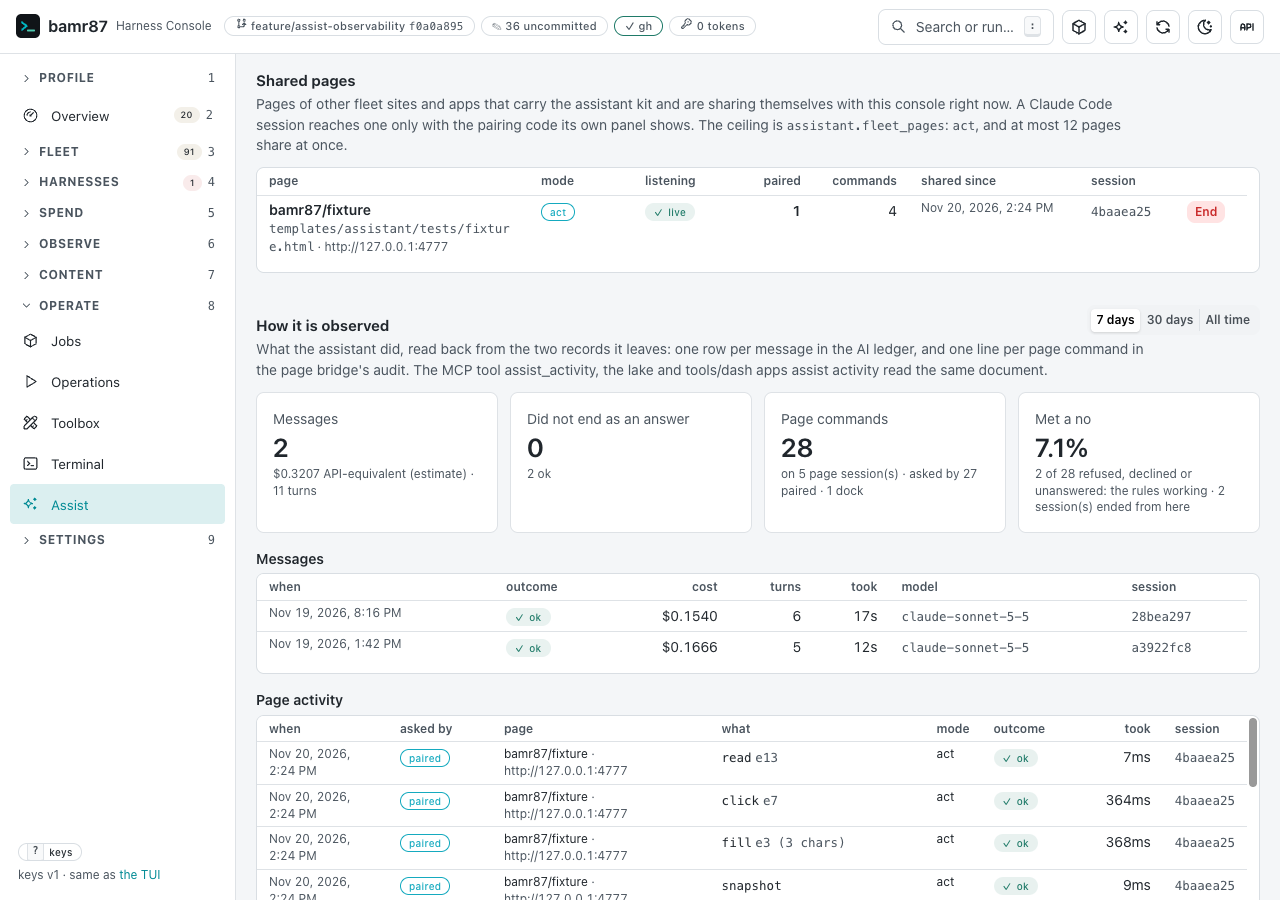 bamr87 Harness Console feature/assist-observability f0a0a895 36 uncommitted gh 0 tokens Search or run... : API
PROFILE 1
Overview 20 2
FLEET 91 3
HARNESSES 1 4
SPEND 5
OBSERVE 6
CONTENT 7
OPERATE 8
Jobs
Operations
Toolbox
Terminal
Assist
SETTINGS 9
? keys
keys v1 · same as the TUI
Shared pages
Pages of other fleet sites and apps that carry the assistant kit and are sharing themselves with this console right now. A Claude Code
session reaches one only with the pairing code its own panel shows. The ceiling is assistant.fleet_pages: act, and at most 12 pages
share at once.
page mode listening paired commands shared since session
bamr87/fixture act live 1 4 Nov 20, 2026, 2:24 PM 4baaea25 End
templates/assistant/tests/fixtur
e.html · http://127.0.0.1:4777
How it is observed
7 days 30 days All time
What the assistant did, read back from the two records it leaves: one row per message in the AI ledger, and one line per page command in
the page bridge's audit. The MCP tool assist_activity, the lake and tools/dash apps assist activity read the same document.
Messages
2
$0.3207 API-equivalent (estimate) ·
11 turns
Did not end as an answer
0
2 ok
Page commands
28
on 5 page session(s) · asked by 27
paired · 1 dock
Met a no
7.1%
2 of 28 refused, declined or
unanswered: the rules working · 2
session(s) ended from here
Messages
when outcome cost turns took model session
Nov 19, 2026, 8:16 PM ok $0.1540 6 17s claude-sonnet-5-5 28bea297
Nov 19, 2026, 1:42 PM ok $0.1666 5 12s claude-sonnet-5-5 a3922fc8
Page activity
when asked by page what mode outcome took session
Nov 20, 2026, 2:24 PM paired bamr87/fixture · http://127.0.0.1:4777 read e13 act ok 7ms 4baaea25
Nov 20, 2026, 2:24 PM paired bamr87/fixture · http://127.0.0.1:4777 click e7 act ok 364ms 4baaea25
Nov 20, 2026, 2:24 PM paired bamr87/fixture · http://127.0.0.1:4777 fill e3 (3 chars) act ok 368ms 4baaea25
Nov 20, 2026, 2:24 PM paired bamr87/fixture · http://127.0.0.1:4777 snapshot act ok 9ms 4baaea25